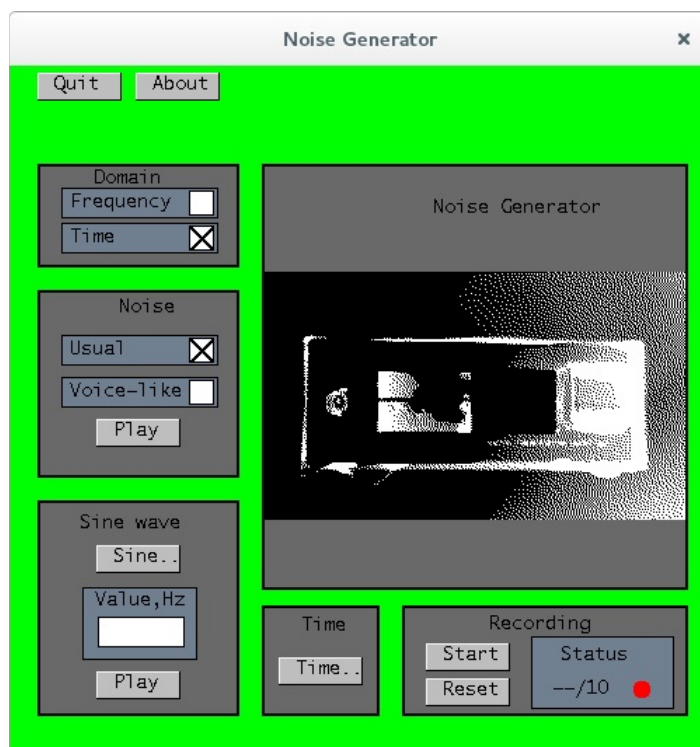 Noise Generator ×
Quit About
Domain
Frequency
Time
Noise
Usual
Voice-like
Play
Sine wave
Sine..
Value,Hz
Play
Noise Generator
Time
Time..
Recording
Start
Reset
Status
--/10